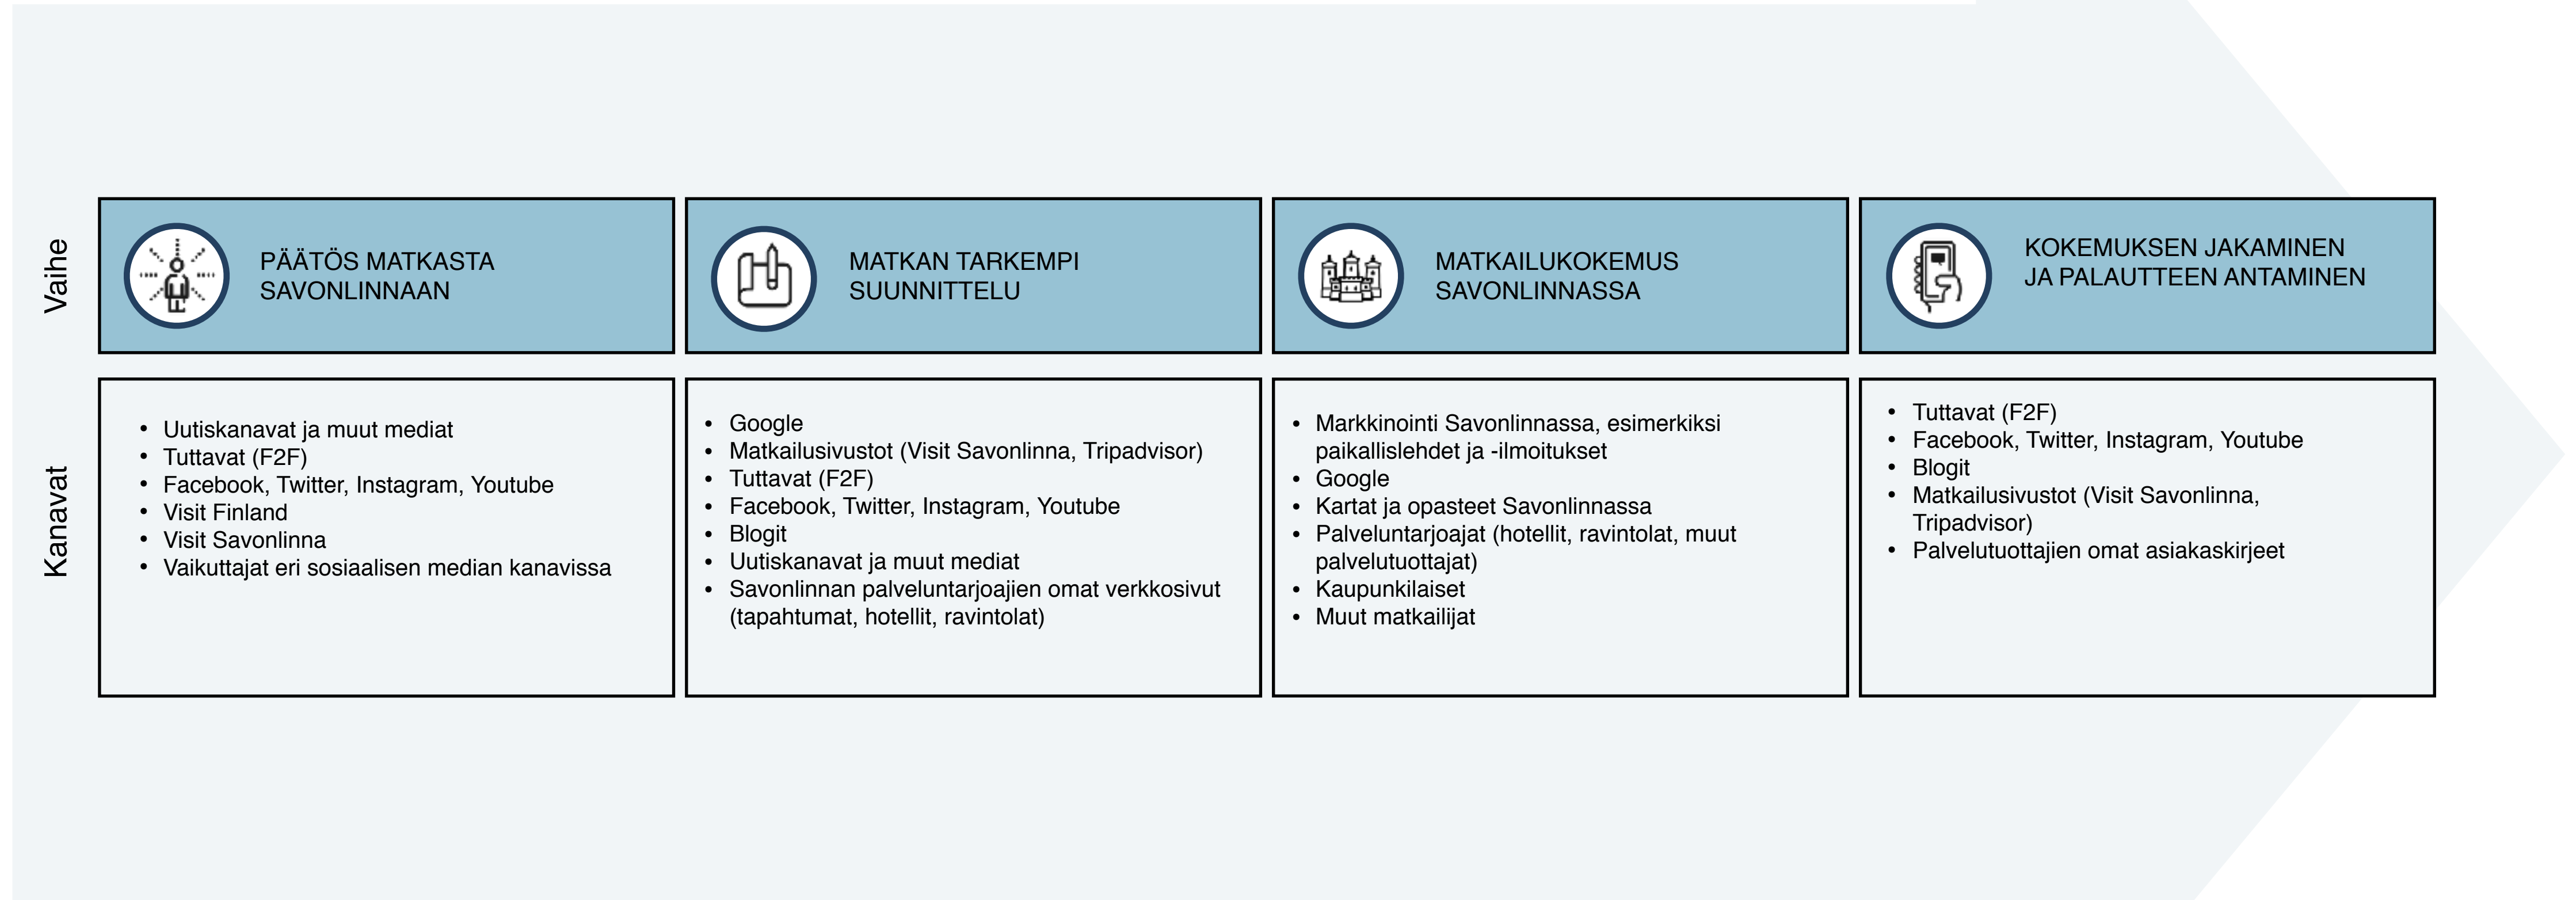 Vaihe
PÄÄTÖS MATKASTA
SAVONLINNAAN
MATKAN TARKEMPI
SUUNNITTELU
MATKAILUKOKEMUS
SAVONLINNASSA
KOKEMUKSEN JAKAMINEN
JA PALAUTTEEN ANTAMINEN
Kanavat
• Uutiskanavat ja muut mediat
• Tuttavat (F2F)
• Facebook, Twitter, Instagram, Youtube
• Visit Finland
• Visit Savonlinna
• Vaikuttajat eri sosiaalisen median kanavissa
• Google
• Matkailusivustot (Visit Savonlinna, Tripadvisor)
• Tuttavat (F2F)
• Facebook, Twitter, Instagram, Youtube
• Blogit
• Uutiskanavat ja muut mediat
• Savonlinnan palveluntarjoajien omat verkkosivut
(tapahtumat, hotellit, ravintolat)
• Markkinointi Savonlinnassa, esimerkiksi
paikallislehdet ja -ilmoitukset
• Google
• Kartat ja opasteet Savonlinnassa
• Palveluntarjoajat (hotellit, ravintolat, muut
palvelutuottajat)
• Kaupunkilaiset
• Muut matkailijat
• Tuttavat (F2F)
• Facebook, Twitter, Instagram, Youtube
• Blogit
• Matkailusivustot (Visit Savonlinna,
Tripadvisor)
• Palvelutuottajien omat asiakaskirjeet